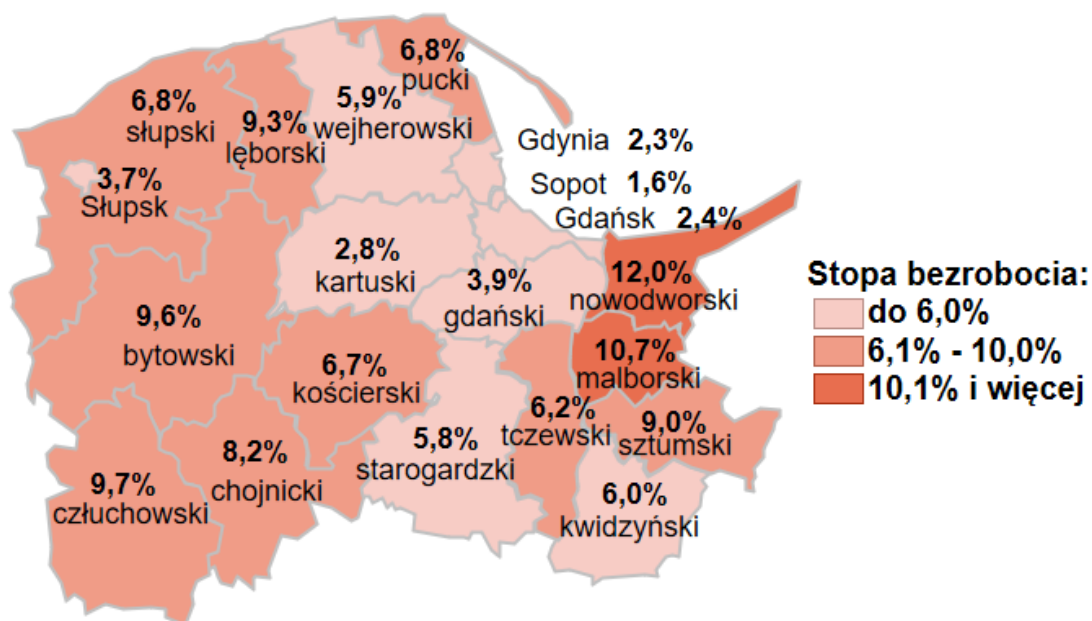 6,8%
pucki
6,8%
słupski
9,3%
lęborski
5,9%
wejherowski
Gdynia 2,3%
Sopot 1,6%
Gdańsk 2,4%
3,7%
Słupsk
2,8%
kartuski
3,9%
gdański
12,0%
nowodworski
9,6%
bytowski
6,7%
kościerski
10,7%
malborski
6,2%
tczewski
9,0%
sztumski
5,8%
starogardzki
8,2%
chojnicki
9,7%
człuchowski
6,0%
kwidzyński
Stopa bezrobocia:
do 6,0%
6,1% - 10,0%
10,1% i więcej